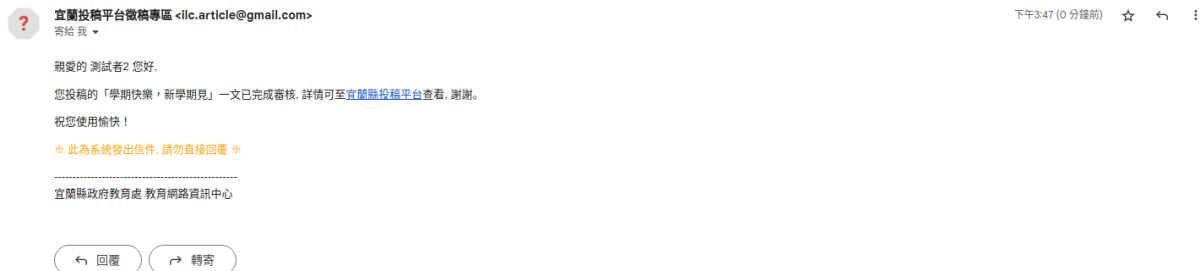 宜蘭投稿平台徵稿專區 <ilc.article@gmail.com>
下午3:47 (0 分鐘前)
寄給 我
親愛的 測試者2 您好,
您投稿的「學期快樂，新學期見」一文已完成審核, 詳情可至宜蘭縣投稿平台查看, 謝謝。
祝您使用愉快！
※ 此為系統發出信件, 請勿直接回覆 ※
--------------------------------------------------
宜蘭縣政府教育處 教育網路資訊中心
回覆
轉寄